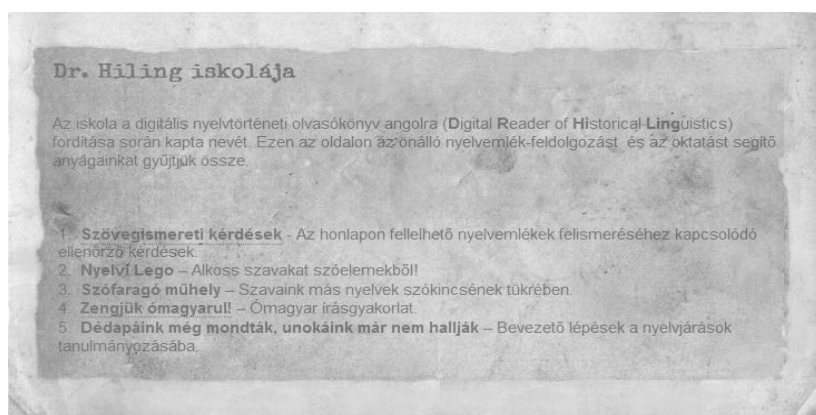 Dr. Hiling iskolája
Az iskola a digitális nyelvtörténeti olvasókönyv angolra (Digital Reader of HIstorical Linguistics)
fordítása során kapta nevét. Ezen az oldalon az önálló nyelvemlék-feldolgozást és az oktatást segítő
anyagainkat gyűjtjük össze.
1. Szövegismereti kérdések - Az honlapon fellelhető nyelvemlékek felismeréséhez kapcsolódó
ellenőrző kérdések.
2. Nyelvi Lego – Alkoss szavakat szóelemekből!
3. Szófaragó műhely – Szavaink más nyelvek szókincsének tükrében.
4. Zengjük ómagyarul! – Ómagyar írásgyakorlat.
5. Dédapáink még mondták, unokáink már nem hallják – Bevezető lépések a nyelvjárások
tanulmányozásába.